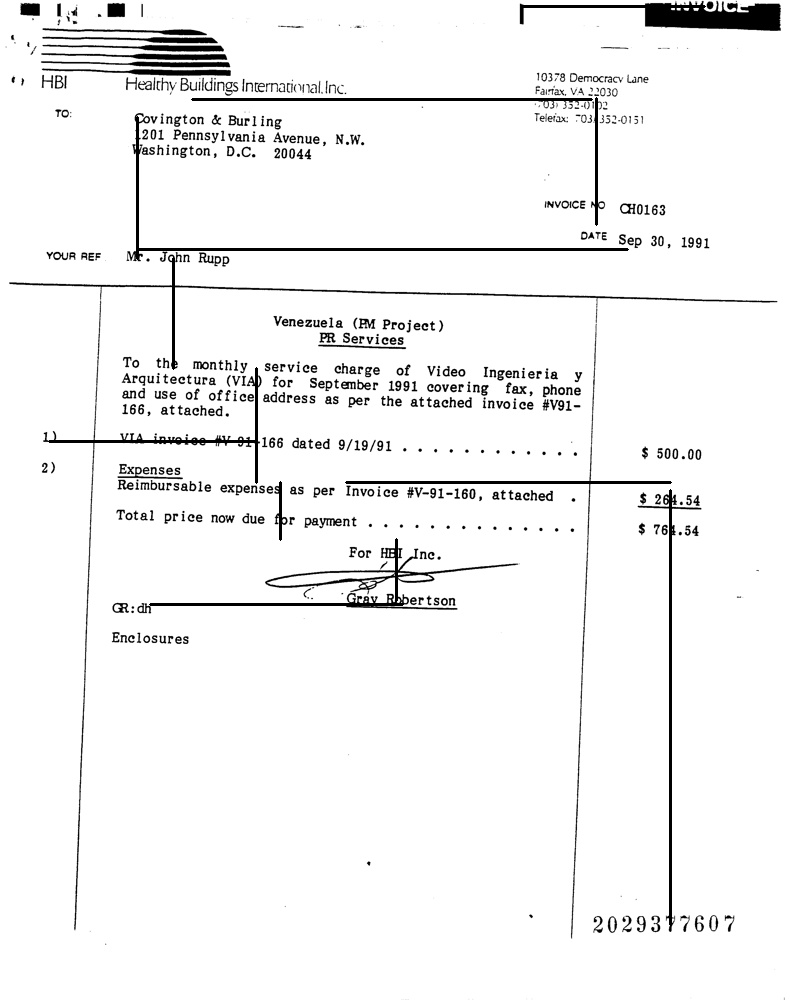 INVOICE
HBI Healthy Buildings International, Inc.
10378 Democracy Lane
Fairfax, VA 22030
(703) 352-0102
Telefax: (703) 352-0151
TO:
Covington & Burling
1201 Pennsylvania Avenue, N.W.
Washington, D.C. 20044
INVOICE NO CH0163
DATE Sep 30, 1991
YOUR REF Mr. John Rupp
Venezuela (PM Project)
PR Services
To the monthly service charge of Video Ingenieria y
Arquitectura (VIA) for September 1991 covering fax, phone
and use of office address as per the attached invoice #V91-
166, attached.
1) VIA invoice #V-91-166 dated 9/19/91 . . . . . . . . . . . . $ 500.00
2) Expenses
Reimbursable expenses as per Invoice #V-91-160, attached . $ 264.54
Total price now due for payment . . . . . . . . . . . . . . $ 764.54
For HBI Inc.
Gray Robertson
GR:dh
Enclosures
2029377607